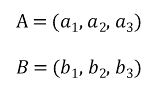 A = (a₁, a₂, a₃)
B = (b₁, b₂, b₃)